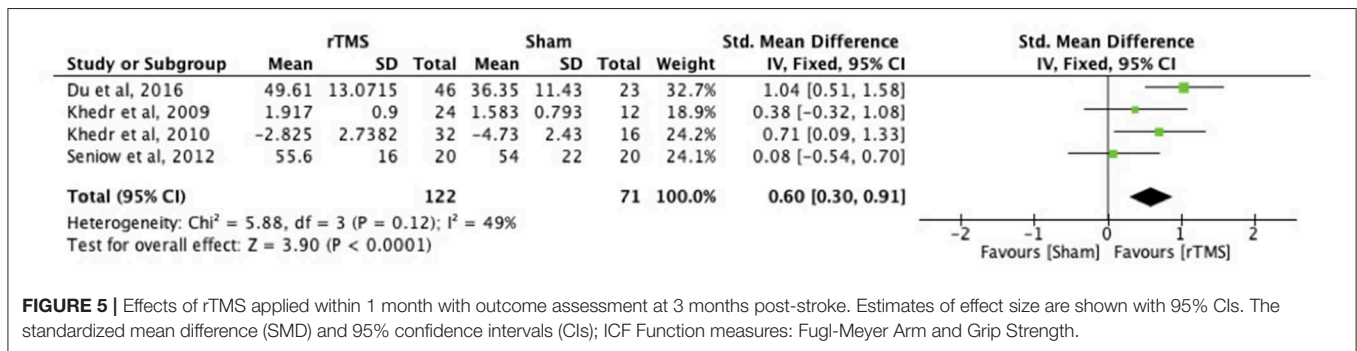 rTMS Sham Std. Mean Difference Std. Mean Difference
Study or Subgroup Mean SD Total Mean SD Total Weight IV, Fixed, 95% CI IV, Fixed, 95% CI
Du et al, 2016 49.61 13.0715 46 36.35 11.43 23 32.7% 1.04 [0.51, 1.58]
Khedr et al, 2009 1.917 0.9 24 1.583 0.793 12 18.9% 0.38 [-0.32, 1.08]
Khedr et al, 2010 -2.825 2.7382 32 -4.73 2.43 16 24.2% 0.71 [0.09, 1.33]
Seniow et al, 2012 55.6 16 20 54 22 20 24.1% 0.08 [-0.54, 0.70]
Total (95% CI) 122 71 100.0% 0.60 [0.30, 0.91]
Heterogeneity: Chi² = 5.88, df = 3 (P = 0.12); I² = 49%
Test for overall effect: Z = 3.90 (P < 0.0001)
-2 -1 0 1 2
Favours [Sham] Favours [rTMS]
FIGURE 5 | Effects of rTMS applied within 1 month with outcome assessment at 3 months post-stroke. Estimates of effect size are shown with 95% CIs. The
standardized mean difference (SMD) and 95% confidence intervals (CIs); ICF Function measures: Fugl-Meyer Arm and Grip Strength.